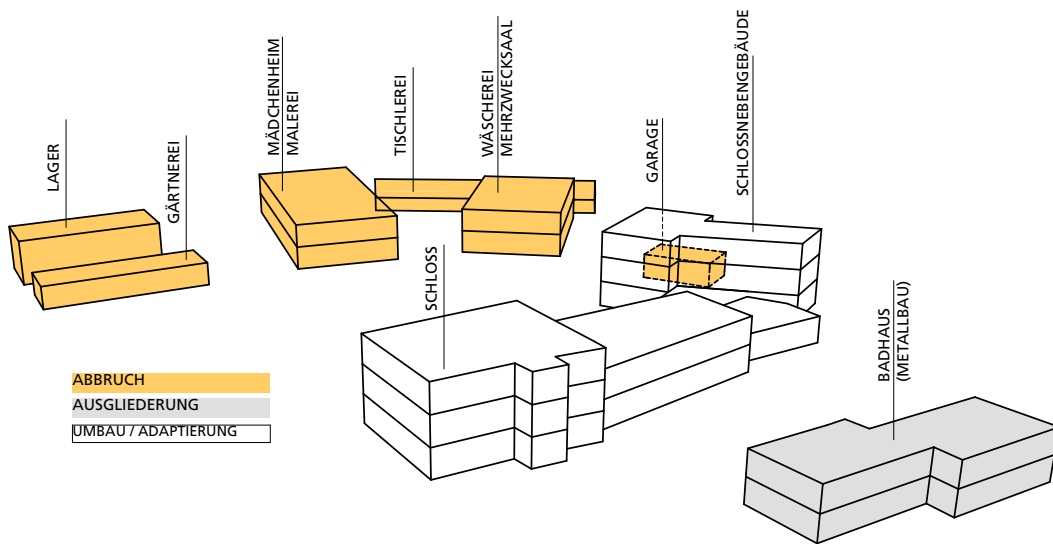 LAGER
GÄRTNEREI
MÄDCHENHEIM
MALEREI
TISCHLEREI
WÄSCHEREI
MEHRZWECKSAAL
GARAGE
SCHLOSSNEBENGEBÄUDE
SCHLOSS
BADHAUS
(METALLBAU)
ABBRUCH
AUSGLIEDERUNG
UMBAU / ADAPTIERUNG